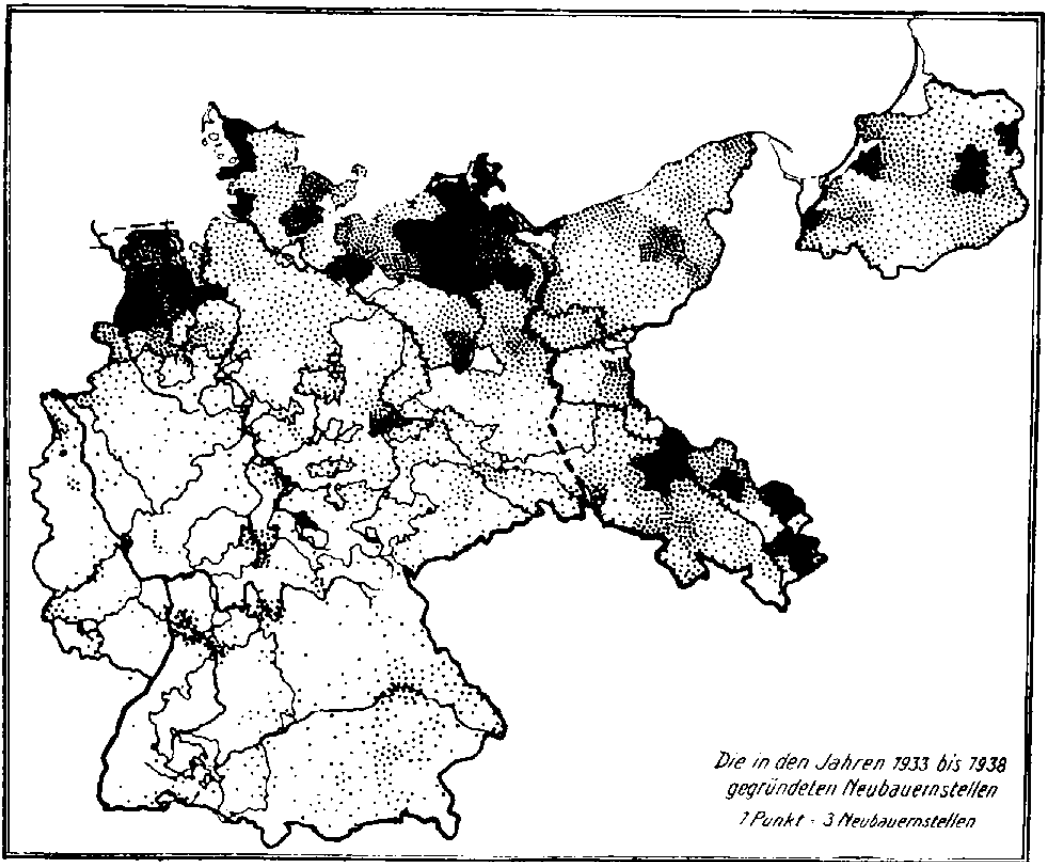 Die in den Jahren 1933 bis 1938
gegründeten Neubauernstellen
1 Punkt - 3 Neubauernstellen